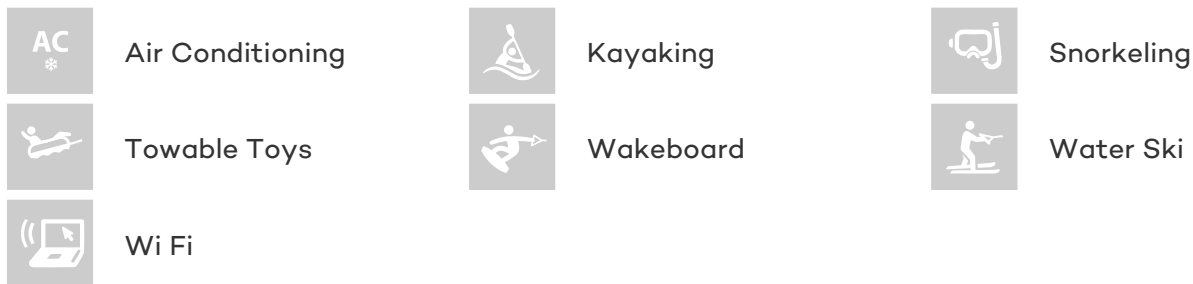 AC
Air Conditioning
Kayaking
Snorkeling
Towable Toys
Wakeboard
Water Ski
Wi Fi